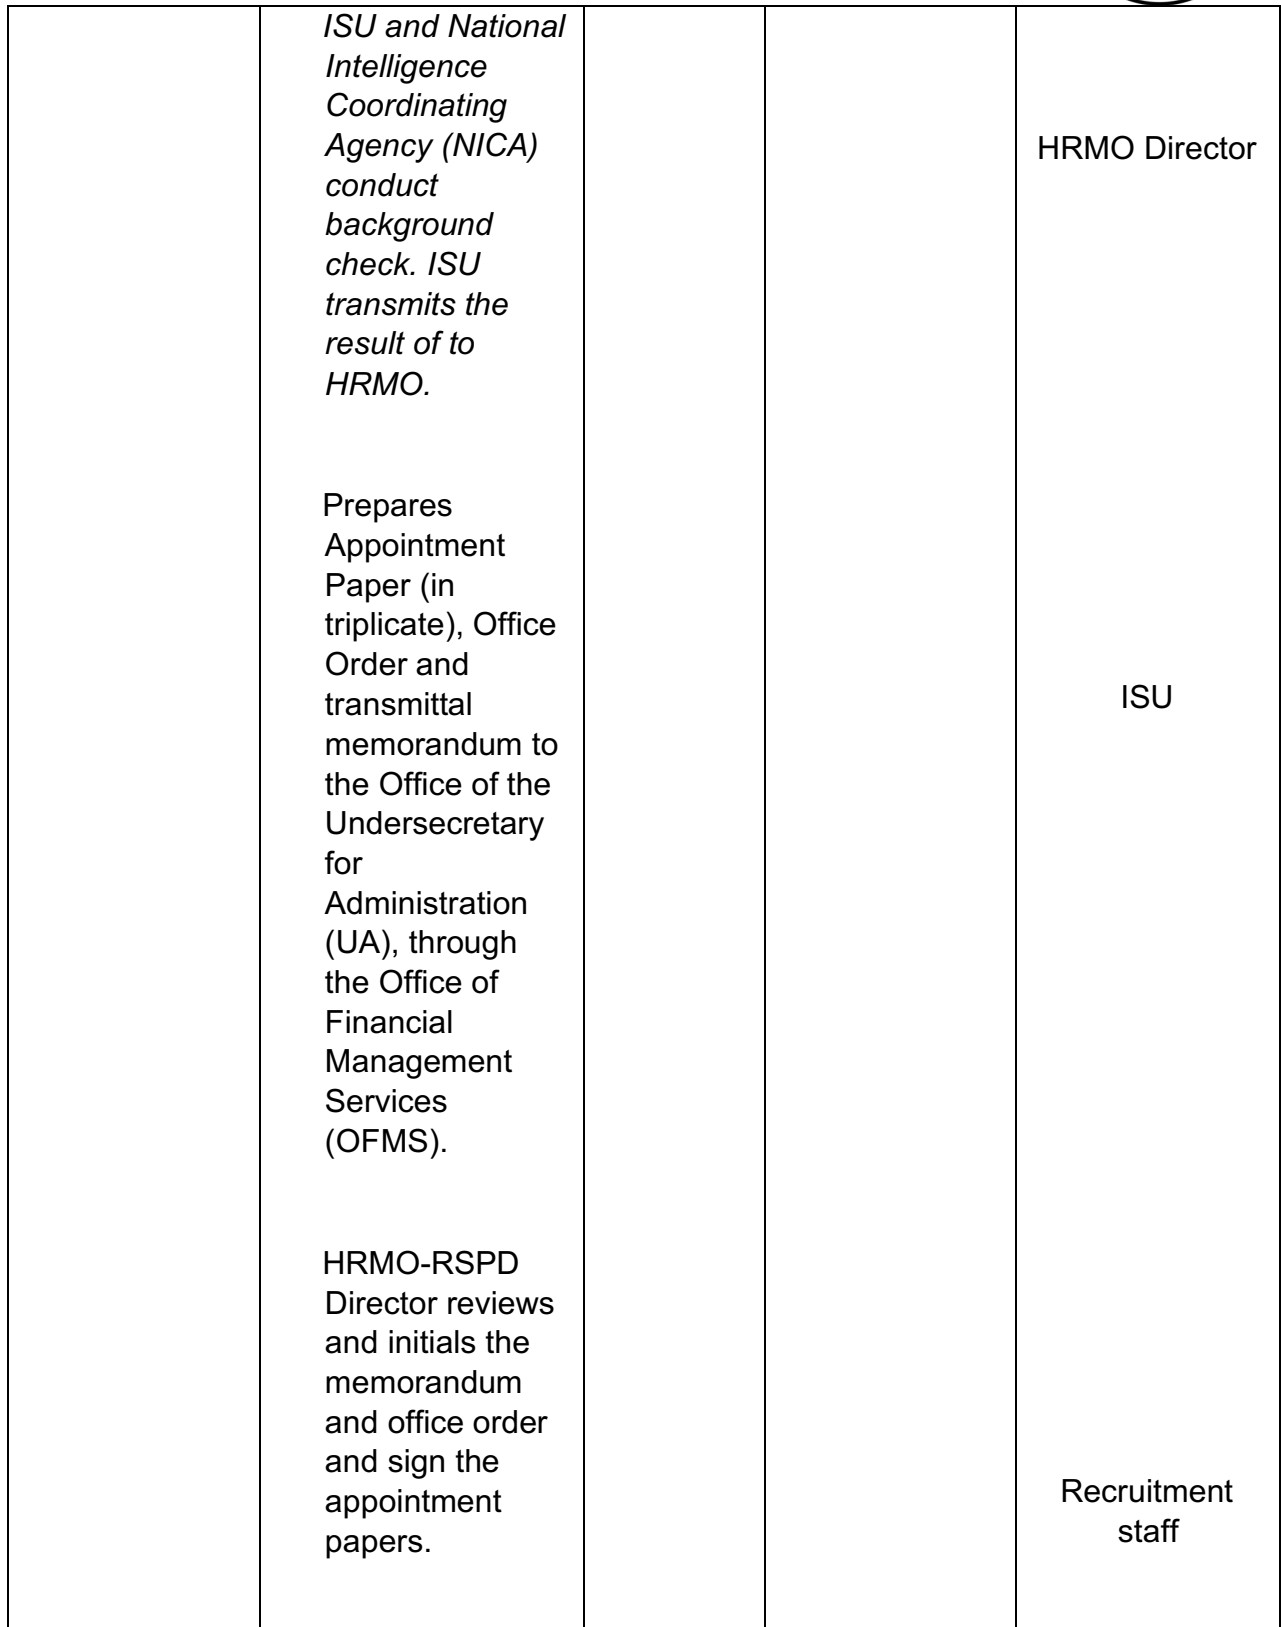 ISU and National
Intelligence
Coordinating
Agency (NICA)
conduct
background
check. ISU
transmits the
result of to
HRMO.
Prepares
Appointment
Paper (in
triplicate), Office
Order and
transmittal
memorandum to
the Office of the
Undersecretary
for
Administration
(UA), through
the Office of
Financial
Management
Services
(OFMS).
HRMO-RSPD
Director reviews
and initials the
memorandum
and office order
and sign the
appointment
papers.
HRMO Director
ISU
Recruitment
staff